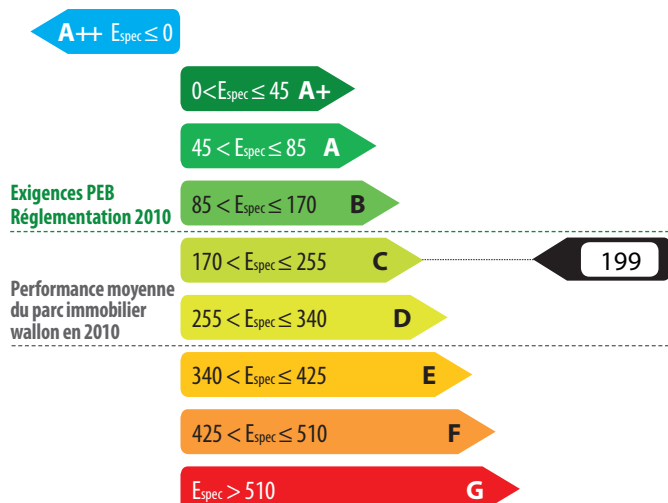 A++ Espec ≤ 0
0<Espec ≤ 45 A+
45 < Espec ≤ 85 A
Exigences PEB
Réglementation 2010
85 < Espec ≤ 170 B
170 < Espec ≤ 255 C
199
Performance moyenne
du parc immobilier
wallon en 2010
255 < Espec ≤ 340 D
340 < Espec ≤ 425 E
425 < Espec ≤ 510 F
Espec > 510 G